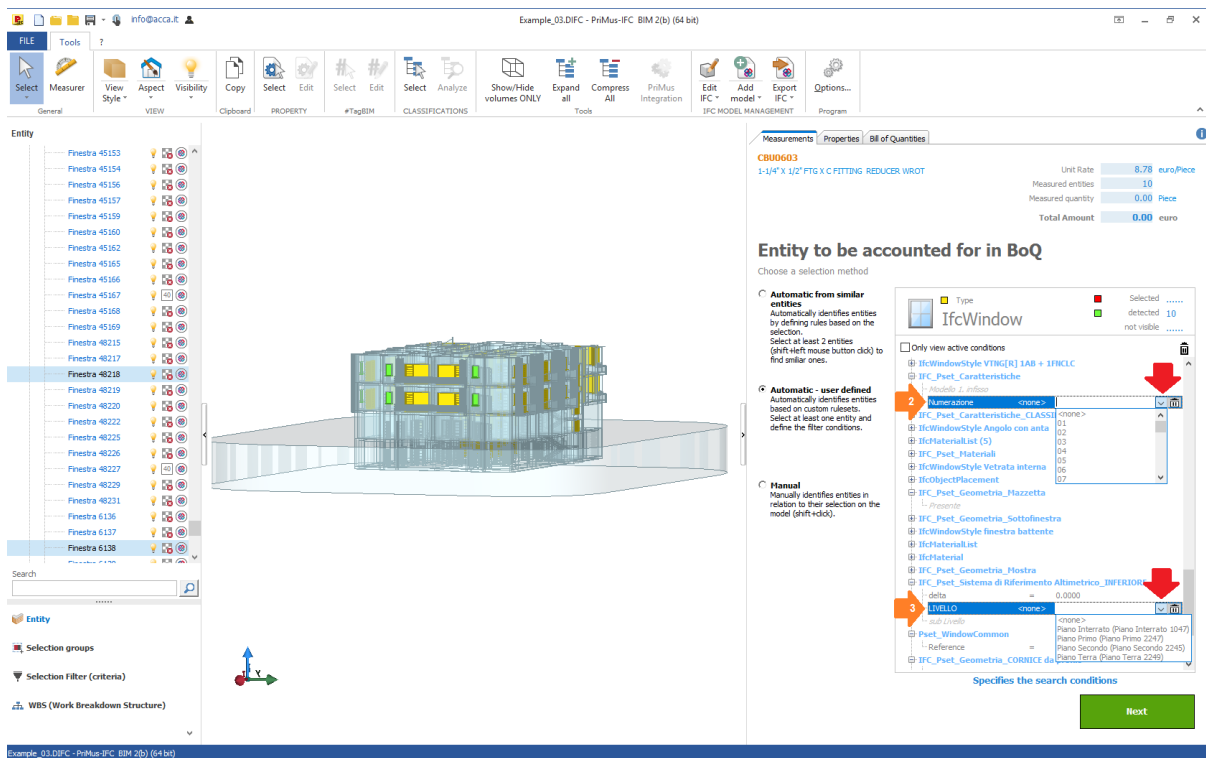 info@acca.it
Example_03.DIFC - PriMus-IFC BIM 2(b) (64 bit)
FILE
Tools
?
Select
Measurer
View Style
Aspect
Visibility
Copy
Select
Edit
Select
Edit
Select
Analyze
Show/Hide volumes ONLY
Expand all
Compress All
PriMus Integration
Edit IFC
Add model
Export IFC
Options...
General
VIEW
Clipboard
PROPERTY
#TagBIM
CLASSIFICATIONS
Tools
IFC MODEL MANAGEMENT
Program
Entity
Finestra 45153
Finestra 45154
Finestra 45156
Finestra 45157
Finestra 45159
Finestra 45160
Finestra 45162
Finestra 45165
Finestra 45166
Finestra 45167 40
Finestra 45168
Finestra 45169
Finestra 48215
Finestra 48217
Finestra 48218
Finestra 48219
Finestra 48220
Finestra 48222
Finestra 48225
Finestra 48226
Finestra 48227 40
Finestra 48229
Finestra 48231
Finestra 6136
Finestra 6137
Finestra 6138
Search
Entity
Selection groups
Selection Filter (criteria)
WBS (Work Breakdown Structure)
Y
Measurements
Properties
Bill of Quantities
CBU0603
1-1/4" X 1/2" FTG X C FITTING REDUCER WROT
Unit Rate 8.78 euro/Piece
Measured entities 10
Measured quantity 0.00 Piece
Total Amount 0.00 euro
Entity to be accounted for in BoQ
Choose a selection method
Automatic from similar
entities
Automatically identifies entities
by defining rules based on the
selection.
Select at least 2 entities
(shift+left mouse button click) to
find smiliar ones.
Automatic - user defined
Automatically identifies entities
based on custom rulesets.
Select at least one entity and
define the filter conditions.
Manual
Manually identifies entities in
relation to their selection on the
model (shift+click).
Type
IfcWindow
Selected ......
detected 10
not visible ......
Only view active conditions
IfcWindowStyle VTNG[R] 1AB + 1FNCLC
IFC_Pset_Caratteristiche
Modello 1. infisso
2
Numerazione <none>
IFC_Pset_Caratteristiche_CLASSI
IfcWindowStyle Angolo con anta
IfcMaterialList (5)
IFC_Pset_Materiali
IfcWindowStyle Vetrata interna
IfcObjectPlacement
<none>
01
02
03
04
05
06
07
IFC_Pset_Geometria_Mazzetta
Presente
IFC_Pset_Geometria_Sottofinestra
IfcWindowStyle finestra battente
IfcMaterialList
IfcMaterial
IFC_Pset_Geometria_Mostra
IFC_Pset_Sistema di Riferimento Altimetrico_INFERIORE
delta = 0.0000
3
LIVELLO <none>
sub Livello
<none>
Piano Interrato (Piano Interrato 1047)
Piano Primo (Piano Primo 2247)
Piano Secondo (Piano Secondo 2245)
Piano Terra (Piano Terra 2249)
Pset_WindowCommon
Reference =
IFC_Pset_Geometria_CORNICE da
Specifies the search conditions
Next
Example_03.DIFC - PriMus-IFC BIM 2(b) (64 bit)